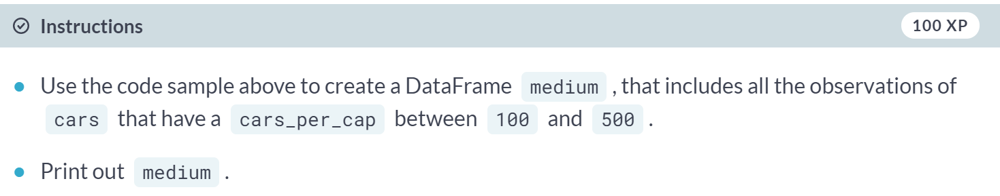 Instructions 100 XP
Use the code sample above to create a DataFrame medium , that includes all the observations of
cars that have a cars_per_cap between 100 and 500 .
Print out medium .